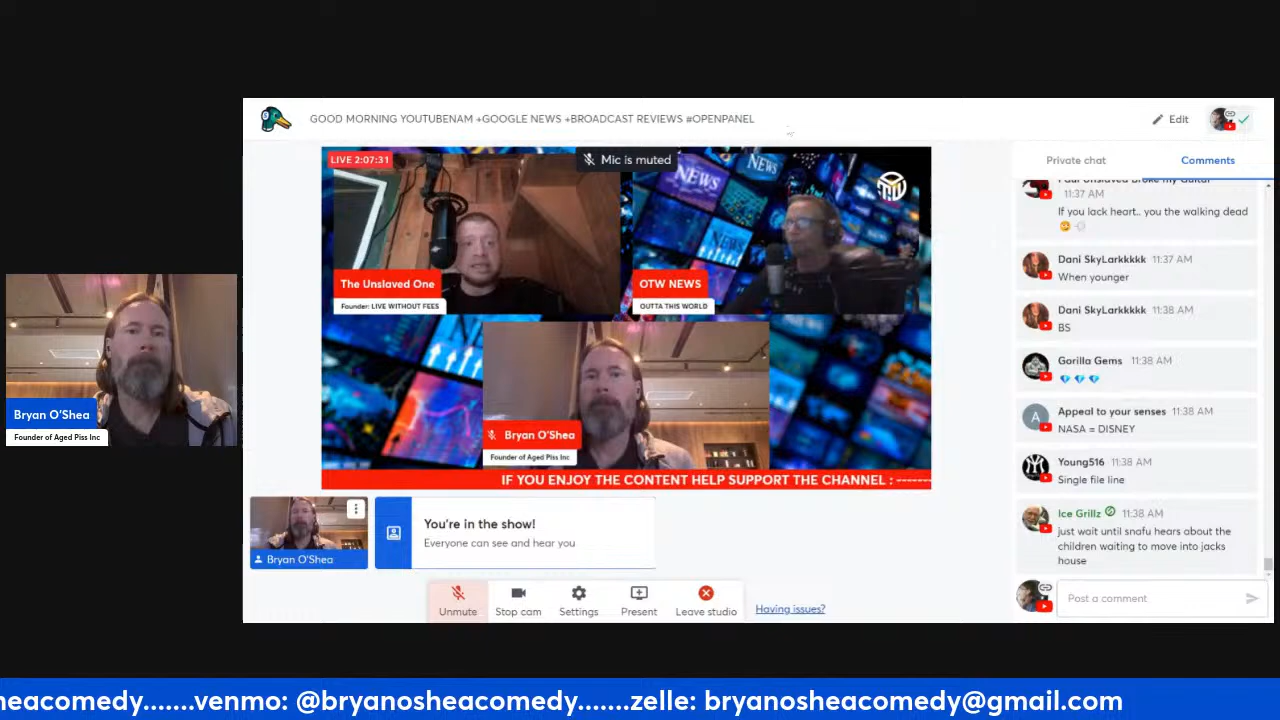 GOOD MORNING YOUTUBENAM +GOOGLE NEWS +BROADCAST REVIEWS #OPENPANEL
Edit
LIVE 2:07:31
Mic is muted
NEWS
NEWS
NEWS
The Unslaved One
Founder: LIVE WITHOUT FEES
OTW NEWS
OUTTA THIS WORLD
Bryan O'Shea
Founder of Aged Piss Inc
IF YOU ENJOY THE CONTENT HELP SUPPORT THE CHANNEL : ------
Bryan O'Shea
Founder of Aged Piss Inc
Bryan O'Shea
You're in the show!
Everyone can see and hear you
Unmute
Stop cam
Settings
Present
Leave studio
Having issues?
Private chat
Comments
11:37 AM
If you lack heart.. you the walking dead
Dani SkyLarkkkkk 11:37 AM
When younger
Dani SkyLarkkkkk 11:38 AM
BS
Gorilla Gems 11:38 AM
💎 💎 💎
A
Appeal to your senses 11:38 AM
NASA = DISNEY
Young516 11:38 AM
Single file line
Ice Grillz 11:38 AM
just wait until snafu hears about the
children waiting to move into jacks
house
Post a comment
heacomedy.......venmo: @bryanosheacomedy.......zelle: bryanosheacomedy@gmail.com